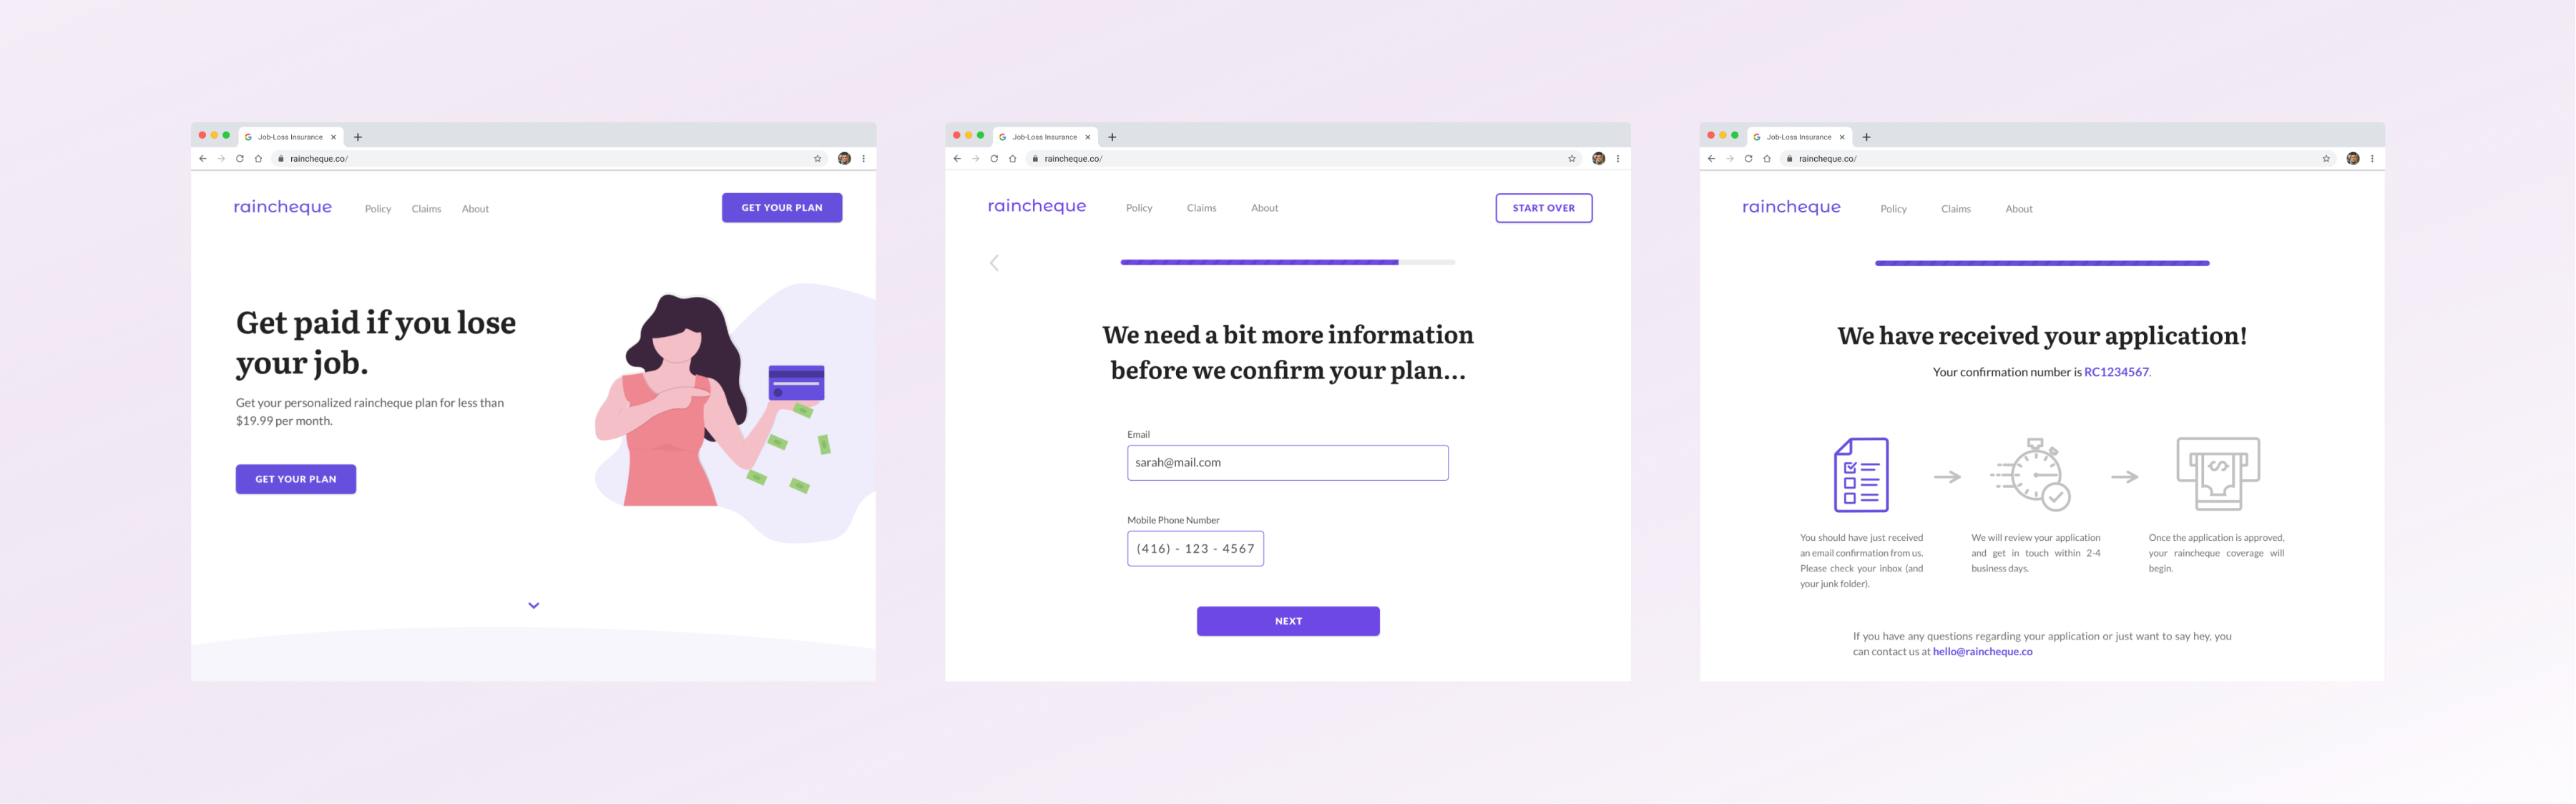 Job-Loss Insurance
raincheque.co/
raincheque
Policy
Claims
About
GET YOUR PLAN
Get paid if you lose
your job.
Get your personalized raincheque plan for less than
$19.99 per month.
GET YOUR PLAN
Job-Loss Insurance
raincheque.co/
raincheque
Policy
Claims
About
START OVER
We need a bit more information
before we confirm your plan...
Email
sarah@mail.com
Mobile Phone Number
(416) - 123 - 4567
NEXT
Job-Loss Insurance
raincheque.co/
raincheque
Policy
Claims
About
We have received your application!
Your confirmation number is RC1234567.
You should have just received
an email confirmation from us.
Please check your inbox (and
your junk folder).
We will review your application
and get in touch within 2-4
business days.
Once the application is approved,
your raincheque coverage will
begin.
If you have any questions regarding your application or just want to say hey, you
can contact us at hello@raincheque.co